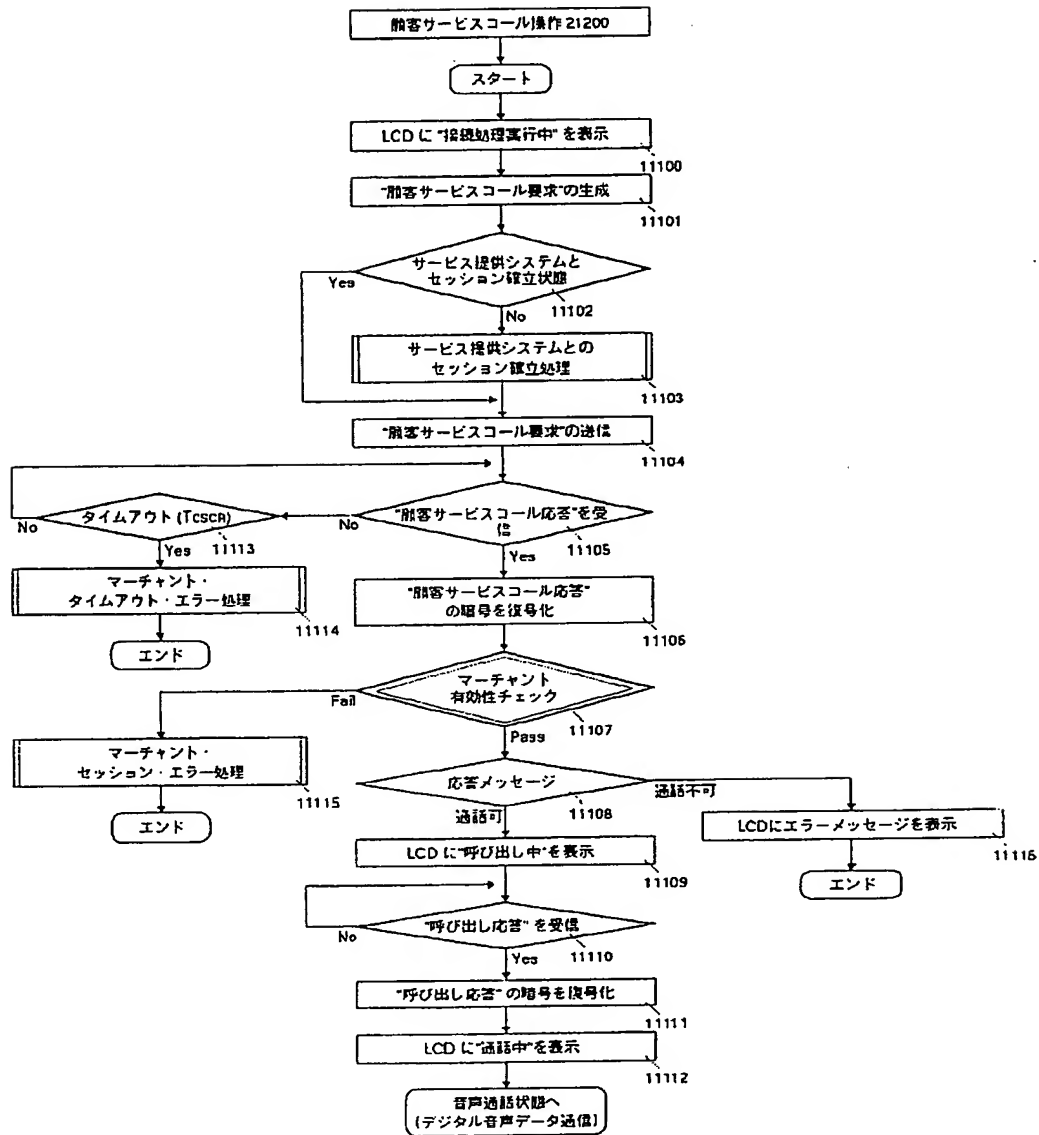 顧客サービスコール操作 21200
スタート
LCD に "接続処理実行中" を表示
11100
"顧客サービスコール要求"の生成
11101
サービス提供システムと
セッション確立状態
Yes
11102
No
サービス提供システムとの
セッション確立処理
11103
"顧客サービスコール要求"の送信
11104
タイムアウト (TCSCR)
No
11113
Yes
"顧客サービスコール応答"を受
信
No
11105
Yes
マーチャント・
タイムアウト・エラー処理
11114
エンド
"顧客サービスコール応答"
の暗号を復号化
11106
マーチャント
有効性チェック
Fail
11107
Pass
マーチャント・
セッション・エラー処理
11115
エンド
応答メッセージ
11108
通話不可
通話可
LCDにエラーメッセージを表示
11116
エンド
LCD に"呼び出し中"を表示
11109
"呼び出し応答" を受信
No
11110
Yes
"呼び出し応答" の暗号を復号化
11111
LCD に"通話中"を表示
11112
音声通話状態へ
(デジタル音声データ通信)